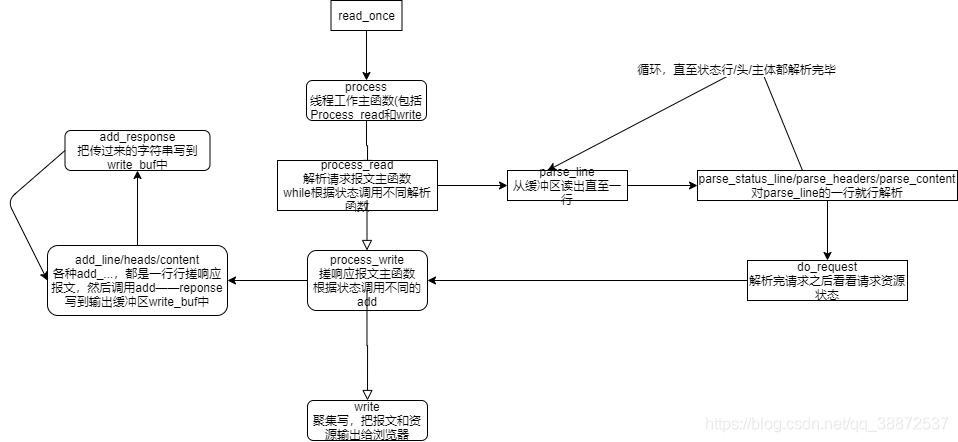 read_once
process
线程工作主函数(包括
Process_read和write
循环，直至状态行/头/主体都解析完毕
add_response
把传过来的字符串写到
write_buf中
process_read
解析请求报文主函数
while根据状态调用不同解析
函数
parse_line
从缓冲区读出直至一
行
parse_status_line/parse_headers/parse_content
对parse_line的一行就行解析
add_line/heads/content
各种add_...，都是一行行搓响应
报文，然后调用add——reponse
写到输出缓冲区write_buf中
process_write
搓响应报文主函数
根据状态调用不同的
add
do_request
解析完请求之后看看请求资源
状态
write
聚集写，把报文和资
源输出给浏览器
https://blog.csdn.net/qq_38872537